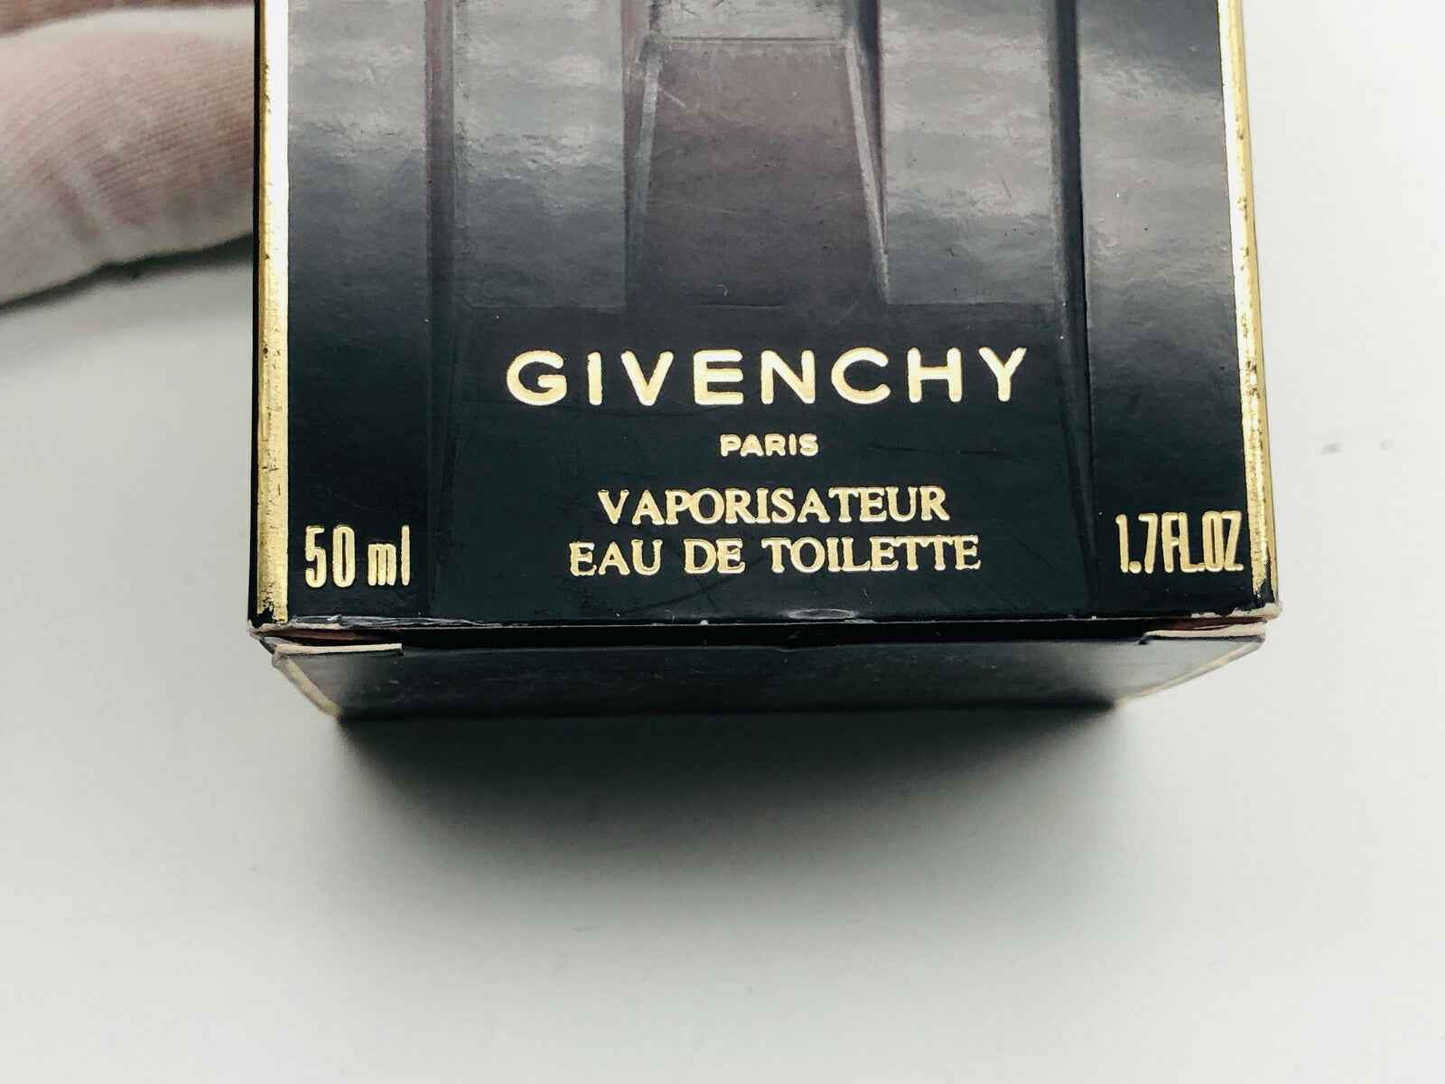 GIVENCHY
PARIS
VAPORISATEUR
EAU DE TOILETTE
50 ml
1.7FL.OZ